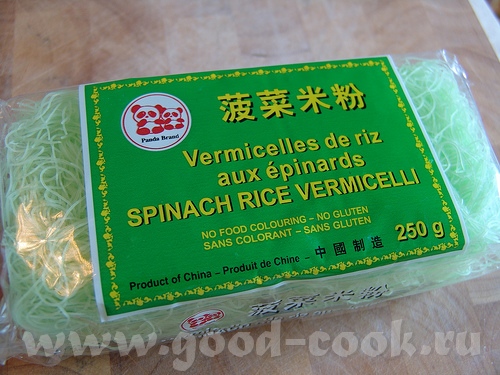 Panda Brand
菠菜米粉
Vermicelles de riz
aux épinards
SPINACH RICE VERMICELLI
NO FOOD COLOURING – NO GLUTEN
SANS COLORANT – SANS GLUTEN
250 g
Product of China – Produit de Chine – 中國制造
菠菜米粉
www.good-cook.ru